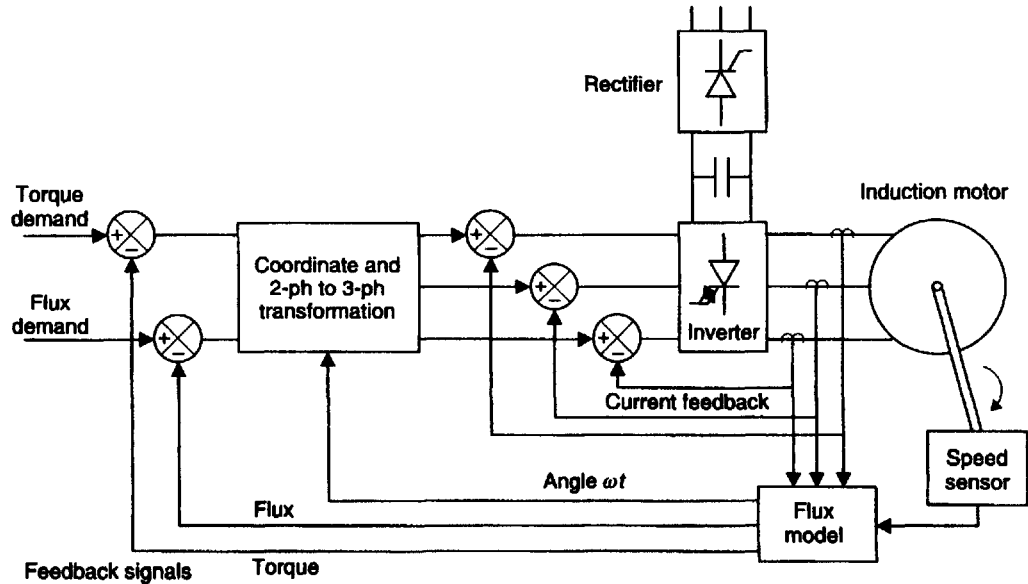 Rectifier
Induction motor
Torque
demand
+
−
Coordinate and
2-ph to 3-ph
transformation
+
−
+
−
+
−
Inverter
Flux
demand
+
−
Current feedback
Speed
sensor
Angle ωt
Flux
model
Flux
Torque
Feedback signals